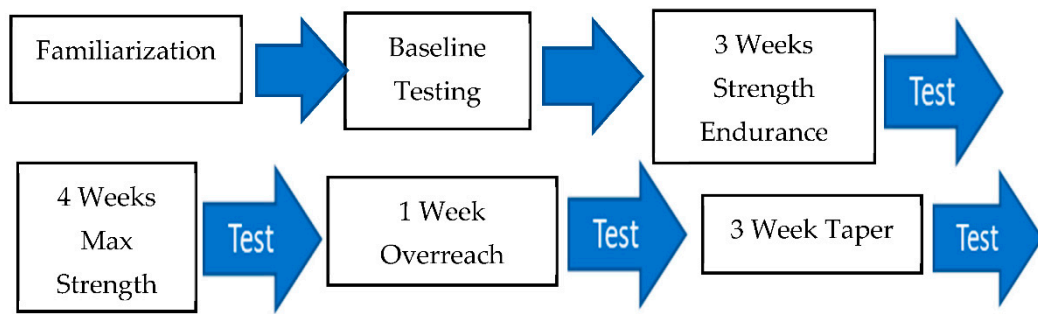 Familiarization
Baseline
Testing
3 Weeks
Strength
Endurance
Test
4 Weeks
Max
Strength
Test
1 Week
Overreach
Test
3 Week Taper
Test